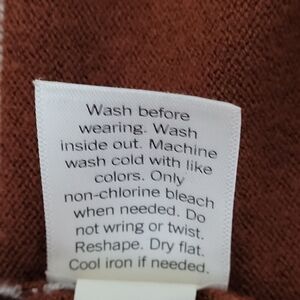 Wash before
wearing. Wash
inside out. Machine
wash cold with like
colors. Only
non-chlorine bleach
when needed. Do
not wring or twist.
Reshape. Dry flat.
Cool iron if needed.